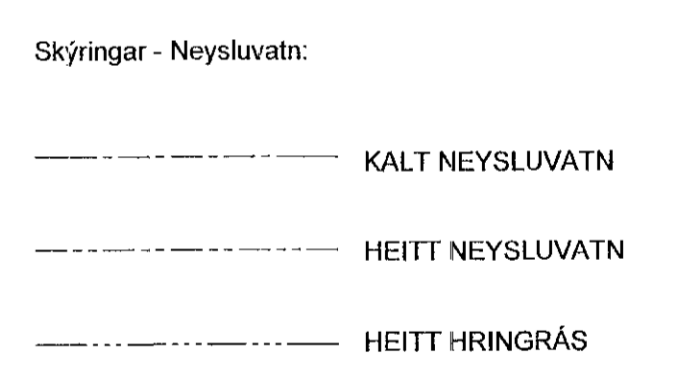 Skýringar - Neysluvatn:
KALT NEYSLUVATN
HEITT NEYSLUVATN
HEITT HRINGRÁS